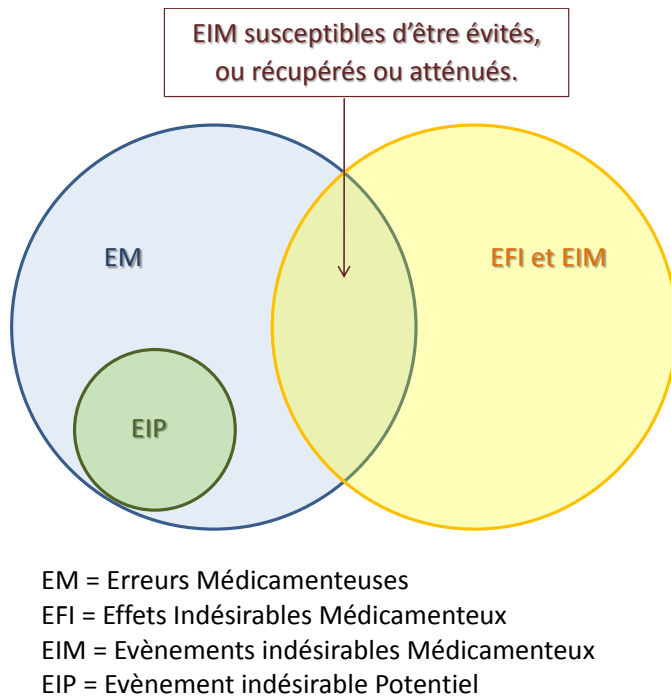 EIM susceptibles d’être évités,
ou récupérés ou atténués.
EM
EFI et EIM
EIP
EM = Erreurs Médicamenteuses
EFI = Effets Indésirables Médicamenteux
EIM = Evènements indésirables Médicamenteux
EIP = Evènement indésirable Potentiel